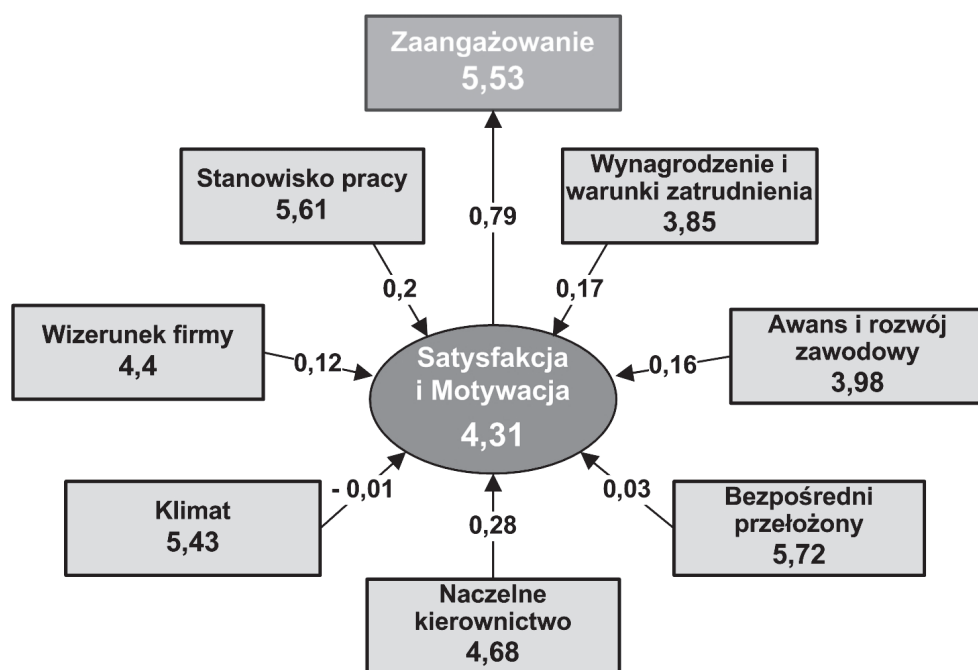 Zaangażowanie
5,53
Stanowisko pracy
5,61
0,79
Wynagrodzenie i
warunki zatrudnienia
3,85
0,2
0,17
Wizerunek firmy
4,4
0,12
Satysfakcja
i Motywacja
4,31
0,16
Awans i rozwój
zawodowy
3,98
Klimat
5,43
- 0,01
0,28
0,03
Bezpośredni
przełożony
5,72
Naczelne
kierownictwo
4,68